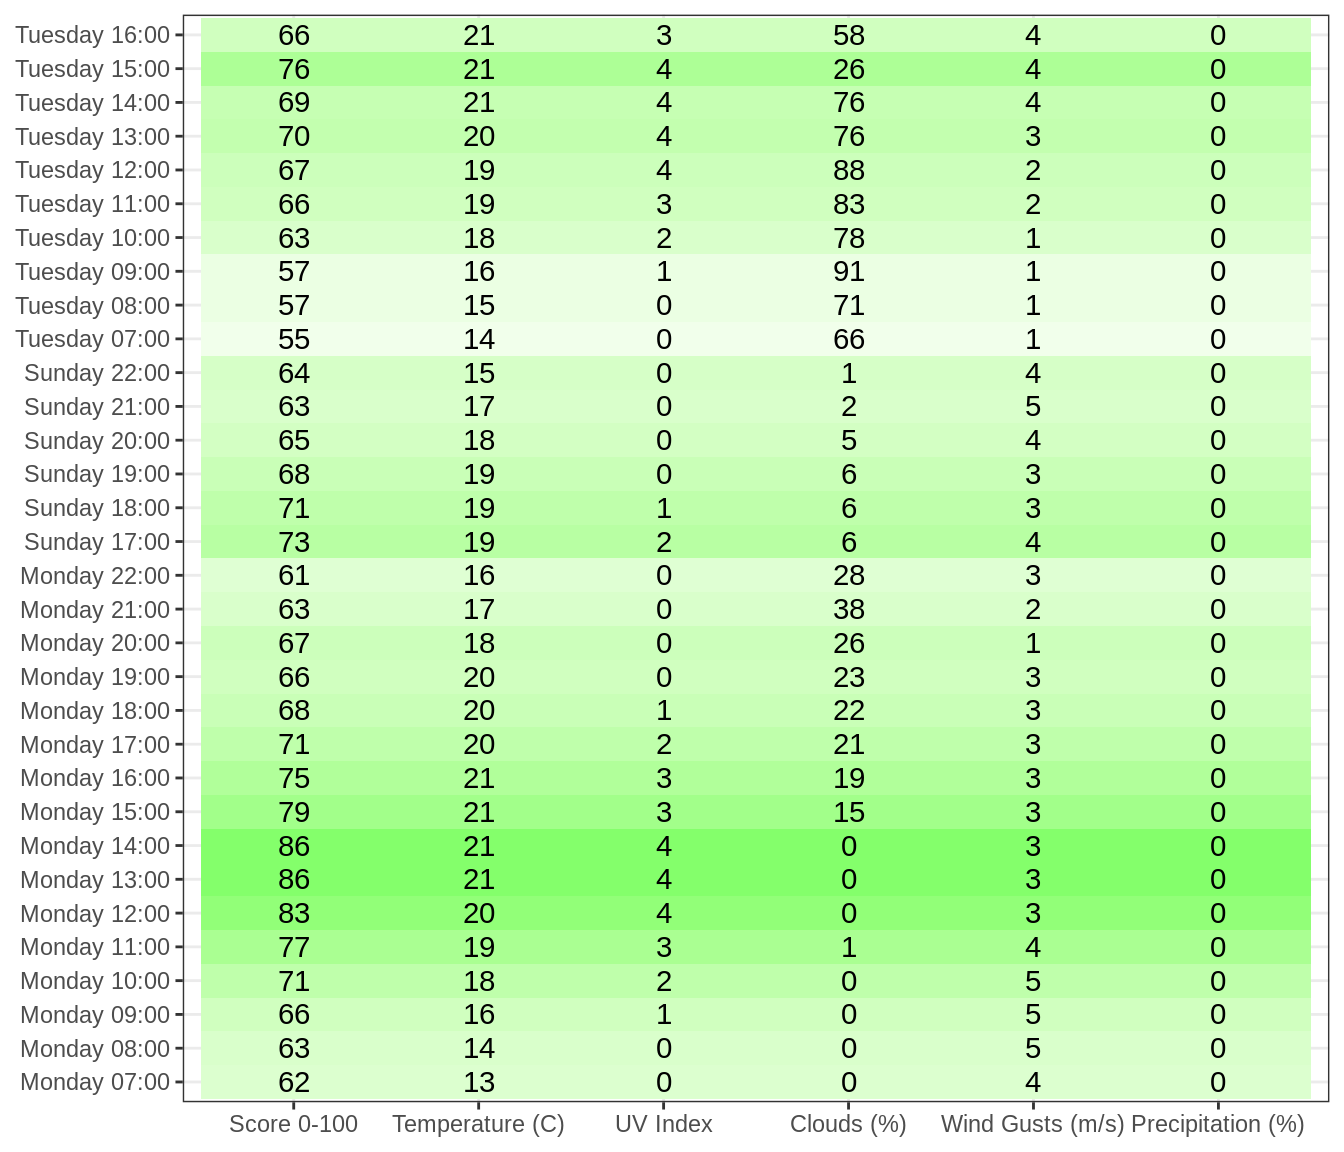 Tuesday 16:00 66 21 3 58 4 0
Tuesday 15:00 76 21 4 26 4 0
Tuesday 14:00 69 21 4 76 4 0
Tuesday 13:00 70 20 4 76 3 0
Tuesday 12:00 67 19 4 88 2 0
Tuesday 11:00 66 19 3 83 2 0
Tuesday 10:00 63 18 2 78 1 0
Tuesday 09:00 57 16 1 91 1 0
Tuesday 08:00 57 15 0 71 1 0
Tuesday 07:00 55 14 0 66 1 0
Sunday 22:00 64 15 0 1 4 0
Sunday 21:00 63 17 0 2 5 0
Sunday 20:00 65 18 0 5 4 0
Sunday 19:00 68 19 0 6 3 0
Sunday 18:00 71 19 1 6 3 0
Sunday 17:00 73 19 2 6 4 0
Monday 22:00 61 16 0 28 3 0
Monday 21:00 63 17 0 38 2 0
Monday 20:00 67 18 0 26 1 0
Monday 19:00 66 20 0 23 3 0
Monday 18:00 68 20 1 22 3 0
Monday 17:00 71 20 2 21 3 0
Monday 16:00 75 21 3 19 3 0
Monday 15:00 79 21 3 15 3 0
Monday 14:00 86 21 4 0 3 0
Monday 13:00 86 21 4 0 3 0
Monday 12:00 83 20 4 0 3 0
Monday 11:00 77 19 3 1 4 0
Monday 10:00 71 18 2 0 5 0
Monday 09:00 66 16 1 0 5 0
Monday 08:00 63 14 0 0 5 0
Monday 07:00 62 13 0 0 4 0
Score 0-100 Temperature (C) UV Index Clouds (%) Wind Gusts (m/s) Precipitation (%)